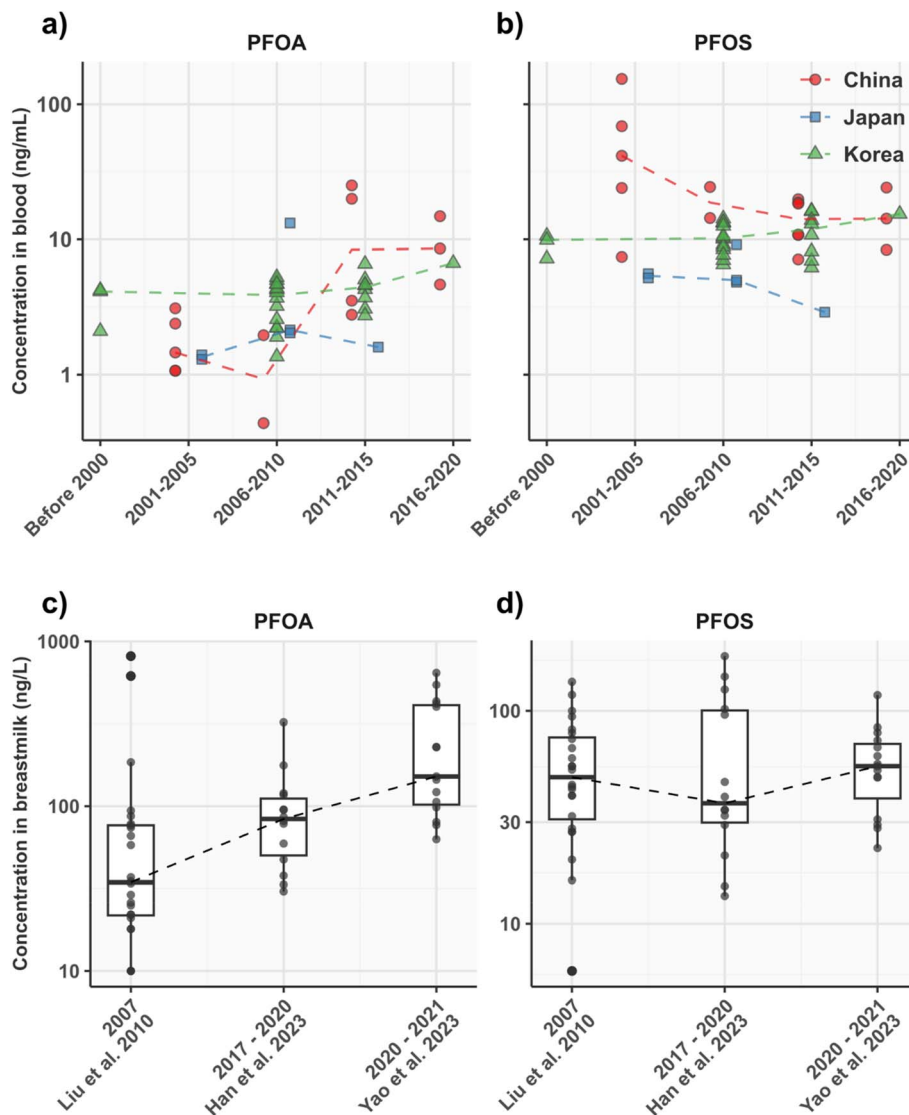 a)
PFOA
b)
PFOS
Concentration in blood (ng/mL)
100
10
1
China
Japan
Korea
Before 2000
2001-2005
2006-2010
2011-2015
2016-2020
Before 2000
2001-2005
2006-2010
2011-2015
2016-2020
c)
PFOA
d)
PFOS
Concentration in breastmilk (ng/L)
1000
100
10
100
30
10
2007
Liu et al. 2010
2017 - 2020
Han et al. 2023
2020 - 2021
Yao et al. 2023
2007
Liu et al. 2010
2017 - 2020
Han et al. 2023
2020 - 2021
Yao et al. 2023